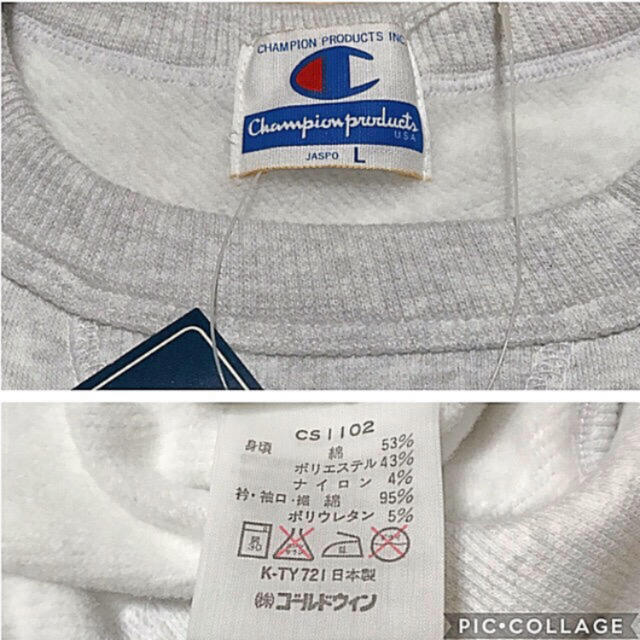 CHAMPION PRODUCTS INC
Champion products
USA
JASPO L
CS1102
身頃 綿 53%
ポリエステル 43%
ナイロン 4%
衿・袖口・裾 綿 95%
ポリウレタン 5%
K-TY721 日本製
㈱ゴールドウイン
PIC•COLLAGE